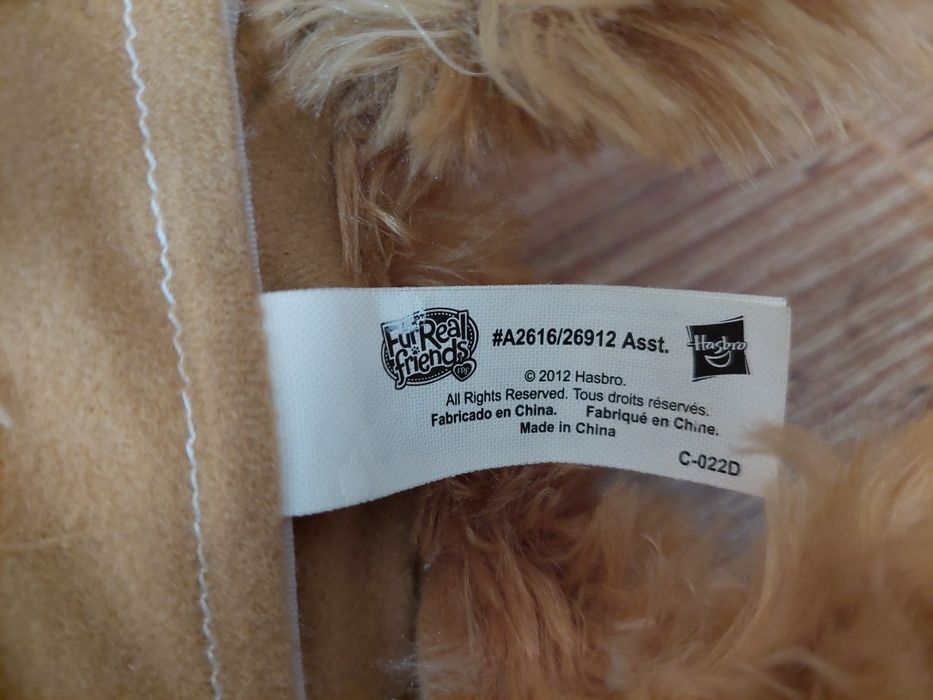 FurReal
friends
#A2616/26912 Asst.
Hasbro
© 2012 Hasbro.
All Rights Reserved. Tous droits réservés.
Fabricado en China. Fabriqué en Chine.
Made in China
C-022D